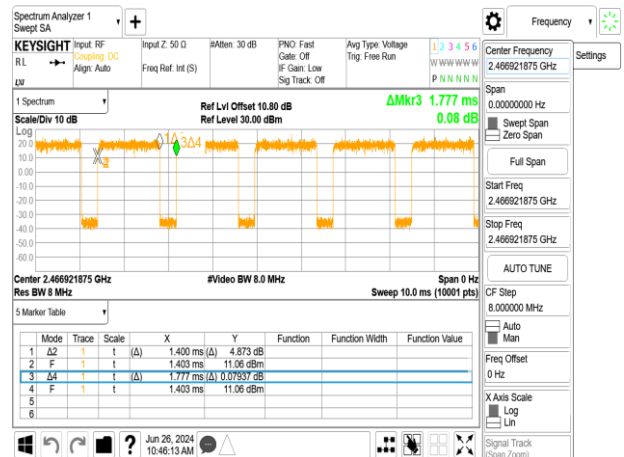 Spectrum Analyzer 1
Swept SA
Frequency
KEYSIGHT
Input: RF
Input Z: 50 Ω
#Atten: 30 dB
PNO: Fast
Avg Type: Voltage
1 2 3 4 5 6
RL
Coupling: DC
Gate: Off
Trig: Free Run
Align: Auto
Freq Ref: Int (S)
IF Gain: Low
W W W W W W
Sig Track: Off
P N N N N N
LXI
1 Spectrum
Ref Lvl Offset 10.80 dB
ΔMkr3 1.777 ms
Scale/Div 10 dB
Ref Level 30.00 dBm
0.08 dB
Log
20.0
10.0
0.00
-10.0
-20.0
-30.0
-40.0
-50.0
-60.0
1Δ
3Δ4
Center 2.466921875 GHz
#Video BW 8.0 MHz
Span 0 Hz
Res BW 8 MHz
Sweep 10.0 ms (10001 pts)
5 Marker Table
Mode Trace Scale X Y Function Function Width Function Value
1 Δ2 1 t (Δ) 1.400 ms (Δ) 4.873 dB
2 F 1 t 1.403 ms 11.06 dBm
3 Δ4 1 t (Δ) 1.777 ms (Δ) 0.07937 dB
4 F 1 t 1.403 ms 11.06 dBm
5
6
?
Jun 26, 2024
10:46:13 AM
Center Frequency
2.466921875 GHz
Settings
Span
0.00000000 Hz
Swept Span
Zero Span
Full Span
Start Freq
2.466921875 GHz
Stop Freq
2.466921875 GHz
AUTO TUNE
CF Step
8.000000 MHz
Auto
Man
Freq Offset
0 Hz
X Axis Scale
Log
Lin
Signal Track
(Span Zoom)